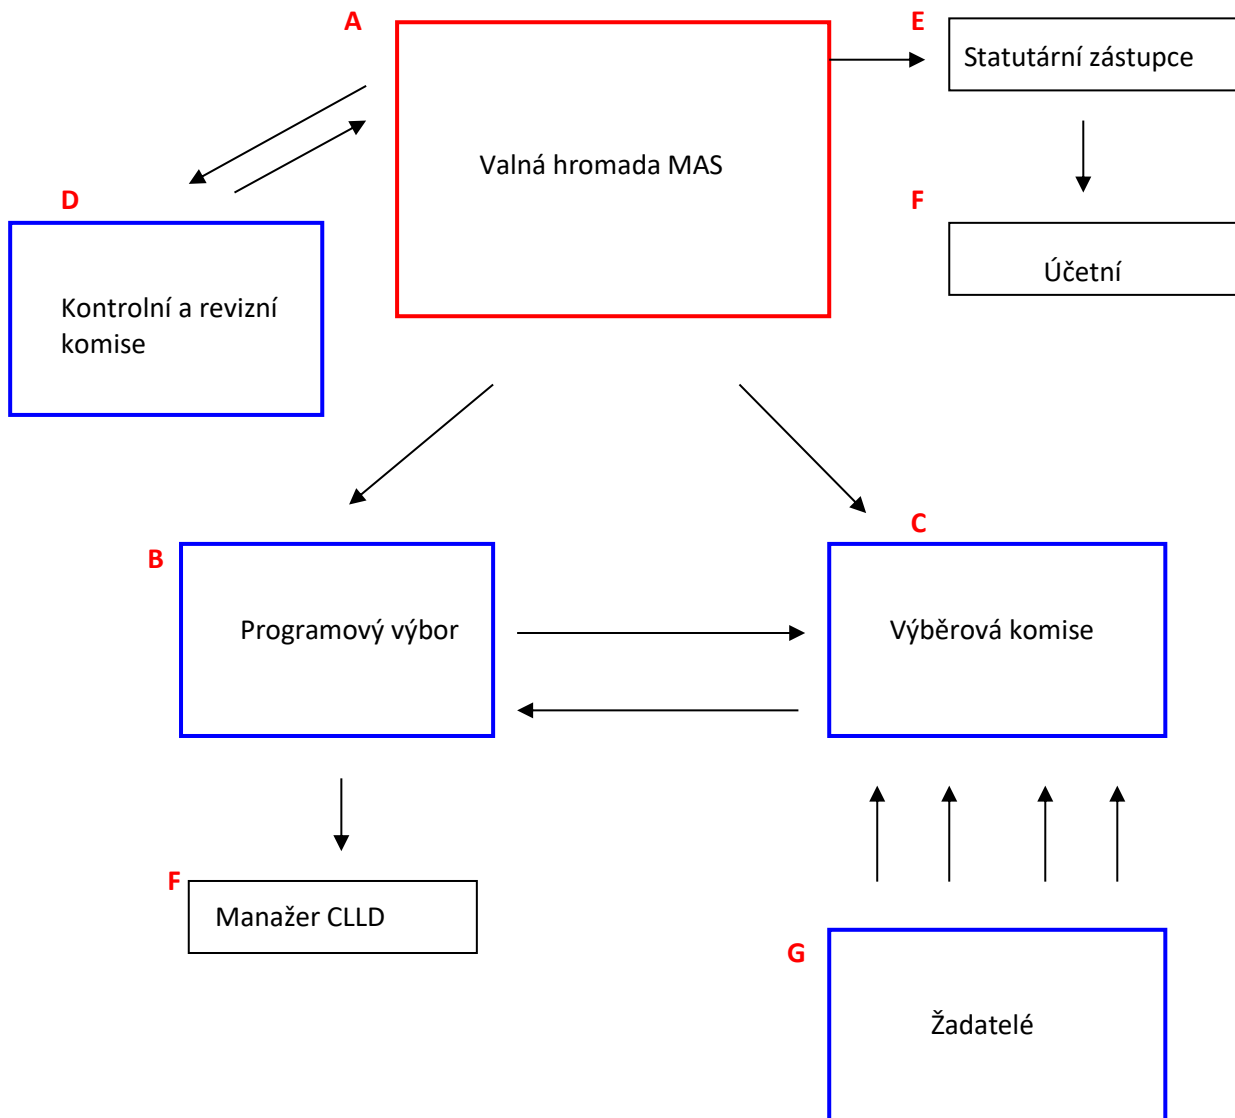 A
E
Statutární zástupce
Valná hromada MAS
D
F
Účetní
Kontrolní a revizní
komise
C
B
Programový výbor
Výběrová komise
F
Manažer CLLD
G
Žadatelé